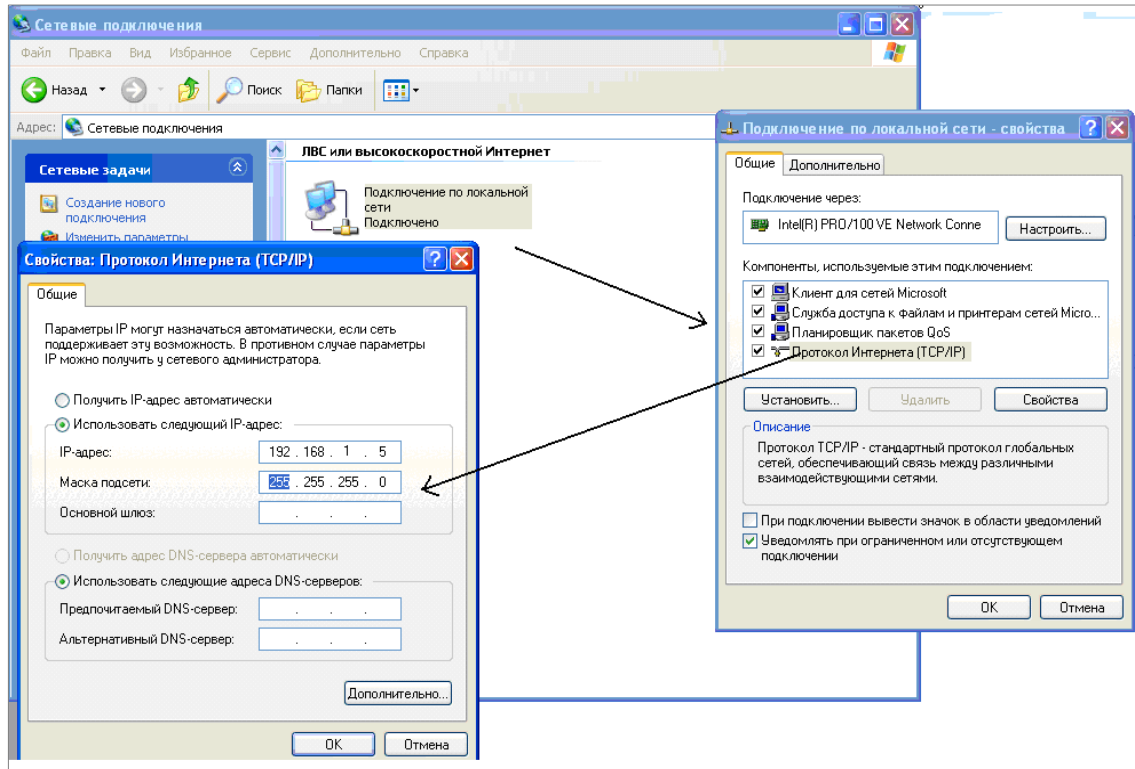 Сетевые подключения
Файл Правка Вид Избранное Сервис Дополнительно Справка
Назад Поиск Папки
Адрес: Сетевые подключения
Сетевые задачи
Создание нового
подключения
Изменить параметры
ЛВС или высокоскоростной Интернет
Подключение по локальной
сети
Подключено
Подключение по локальной сети - свойства
Общие Дополнительно
Подключение через:
Intel(R) PRO/100 VE Network Conne Настроить...
Компоненты, используемые этим подключением:
Клиент для сетей Microsoft
Служба доступа к файлам и принтерам сетей Micro...
Планировщик пакетов QoS
Протокол Интернета (TCP/IP)
Установить... Удалить Свойства
Описание
Протокол TCP/IP - стандартный протокол глобальных
сетей, обеспечивающий связь между различными
взаимодействующими сетями.
При подключении вывести значок в области уведомлений
Уведомлять при ограниченном или отсутствующем
подключении
OK Отмена
Свойства: Протокол Интернета (TCP/IP)
Общие
Параметры IP могут назначаться автоматически, если сеть
поддерживает эту возможность. В противном случае параметры
IP можно получить у сетевого администратора.
Получить IP-адрес автоматически
Использовать следующий IP-адрес:
IP-адрес: 192 . 168 . 1 . 5
Маска подсети: 255 . 255 . 255 . 0
Основной шлюз: . . .
Получить адрес DNS-сервера автоматически
Использовать следующие адреса DNS-серверов:
Предпочитаемый DNS-сервер: . . .
Альтернативный DNS-сервер: . . .
Дополнительно...
OK Отмена